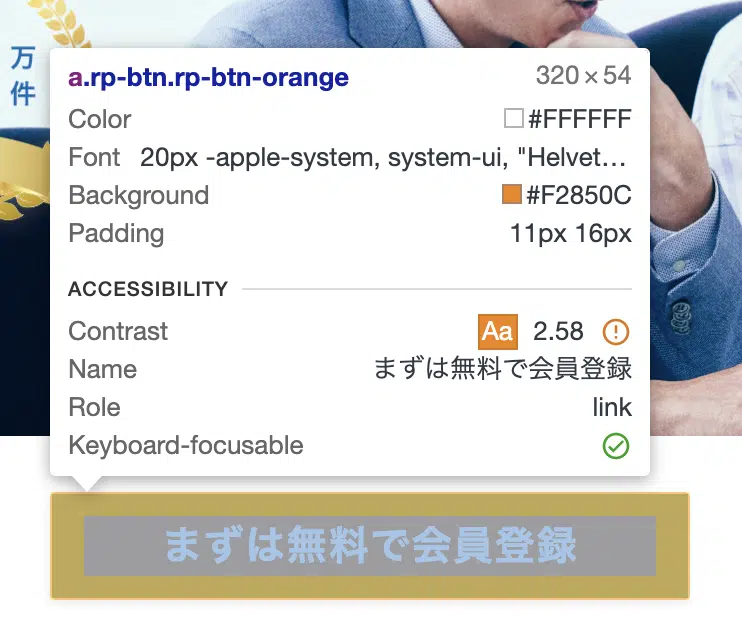 万
件
a.rp-btn.rp-btn-orange 320 × 54
Color #FFFFFF
Font 20px -apple-system, system-ui, "Helvet…
Background #F2850C
Padding 11px 16px
ACCESSIBILITY
Contrast Aa 2.58
Name まずは無料で会員登録
Role link
Keyboard-focusable
まずは無料で会員登録